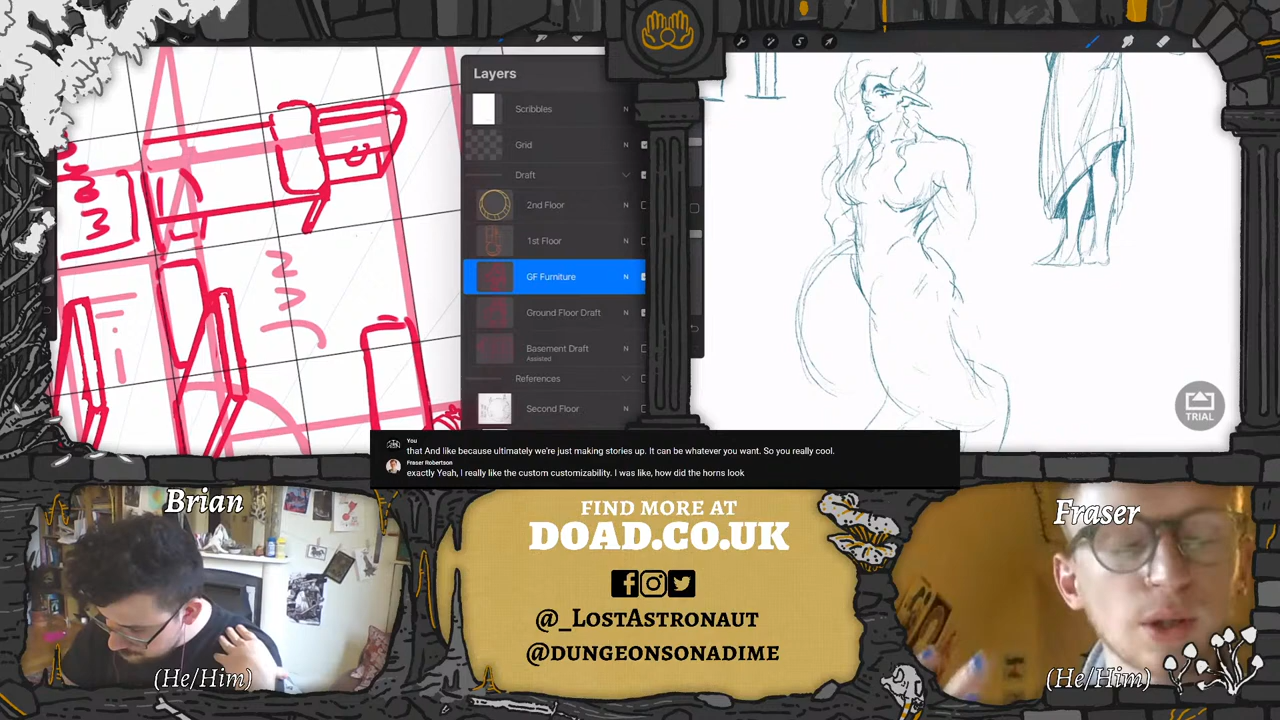 Layers
Scribbles N
Grid N
Draft
2nd Floor N
1st Floor N
GF Furniture N
Ground Floor Draft N
Basement Draft N
Assisted
References
Second Floor N
TRIAL
You
that And like because ultimately we're just making stories up. It can be whatever you want. So you really cool.
Fraser Robertson
exactly Yeah, I really like the custom customizability. I was like, how did the horns look
Brian
(He/Him)
FIND MORE AT
DOAD.CO.UK
@_LostAstronaut
@dungeonsonadime
Fraser
(He/Him)